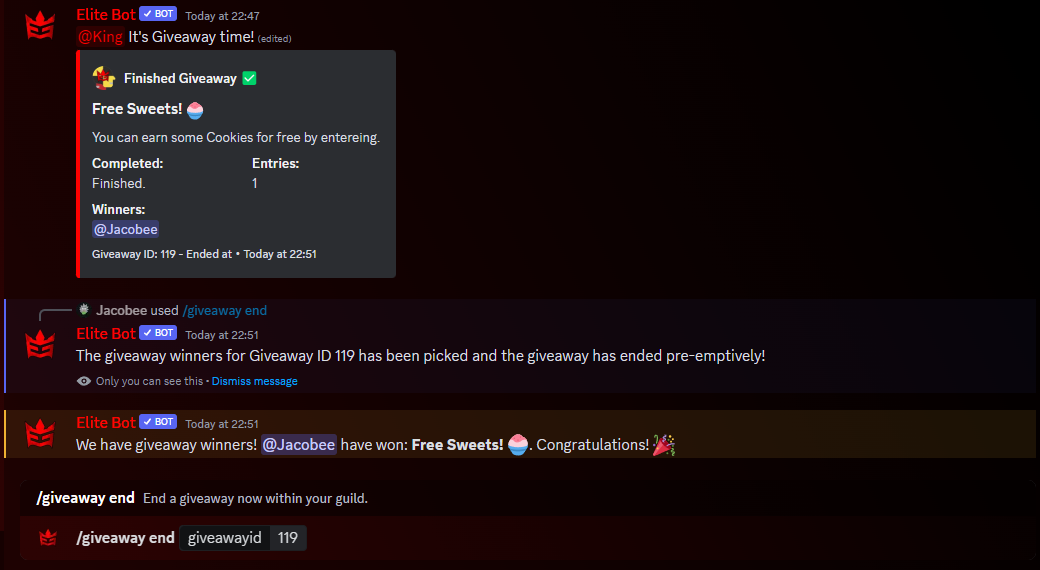 Elite Bot ✓ BOT Today at 22:47
@King It's Giveaway time! (edited)
Finished Giveaway ✅
Free Sweets!
You can earn some Cookies for free by entereing.
Completed: Entries:
Finished. 1
Winners:
@Jacobee
Giveaway ID: 119 - Ended at • Today at 22:51
Jacobee used /giveaway end
Elite Bot ✓ BOT Today at 22:51
The giveaway winners for Giveaway ID 119 has been picked and the giveaway has ended pre-emptively!
Only you can see this • Dismiss message
Elite Bot ✓ BOT Today at 22:51
We have giveaway winners! @Jacobee have won: Free Sweets! . Congratulations! 🎉
/giveaway end End a giveaway now within your guild.
/giveaway end giveawayid 119